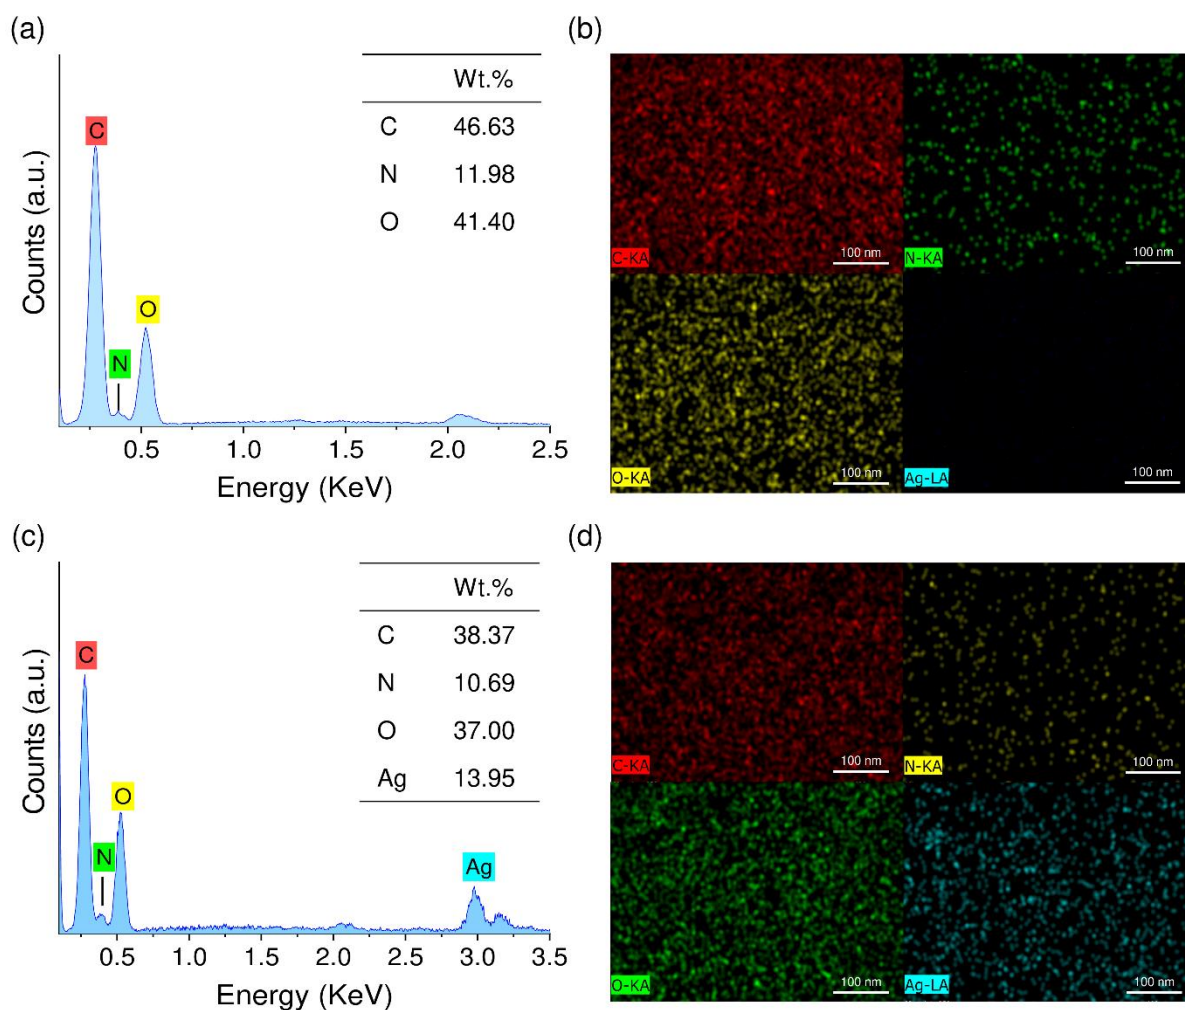 (a)
Counts (a.u.)
C
N
O
Wt.%
C 46.63
N 11.98
O 41.40
0.5 1.0 1.5 2.0 2.5
Energy (KeV)
(b)
C-KA 100 nm
N-KA 100 nm
O-KA 100 nm
Ag-LA 100 nm
(c)
Counts (a.u.)
C
N
O
Ag
Wt.%
C 38.37
N 10.69
O 37.00
Ag 13.95
0.5 1.0 1.5 2.0 2.5 3.0 3.5
Energy (KeV)
(d)
C-KA 100 nm
N-KA 100 nm
O-KA 100 nm
Ag-LA 100 nm